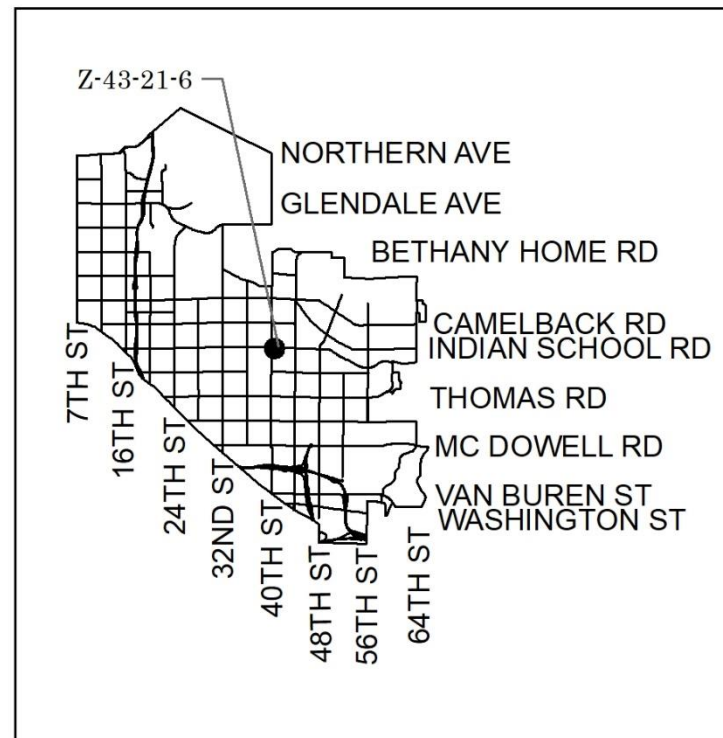 Z-43-21-6
NORTHERN AVE
GLENDALE AVE
BETHANY HOME RD
CAMELBACK RD
INDIAN SCHOOL RD
THOMAS RD
MC DOWELL RD
VAN BUREN ST
WASHINGTON ST
7TH ST
16TH ST
24TH ST
32ND ST
40TH ST
48TH ST
56TH ST
64TH ST